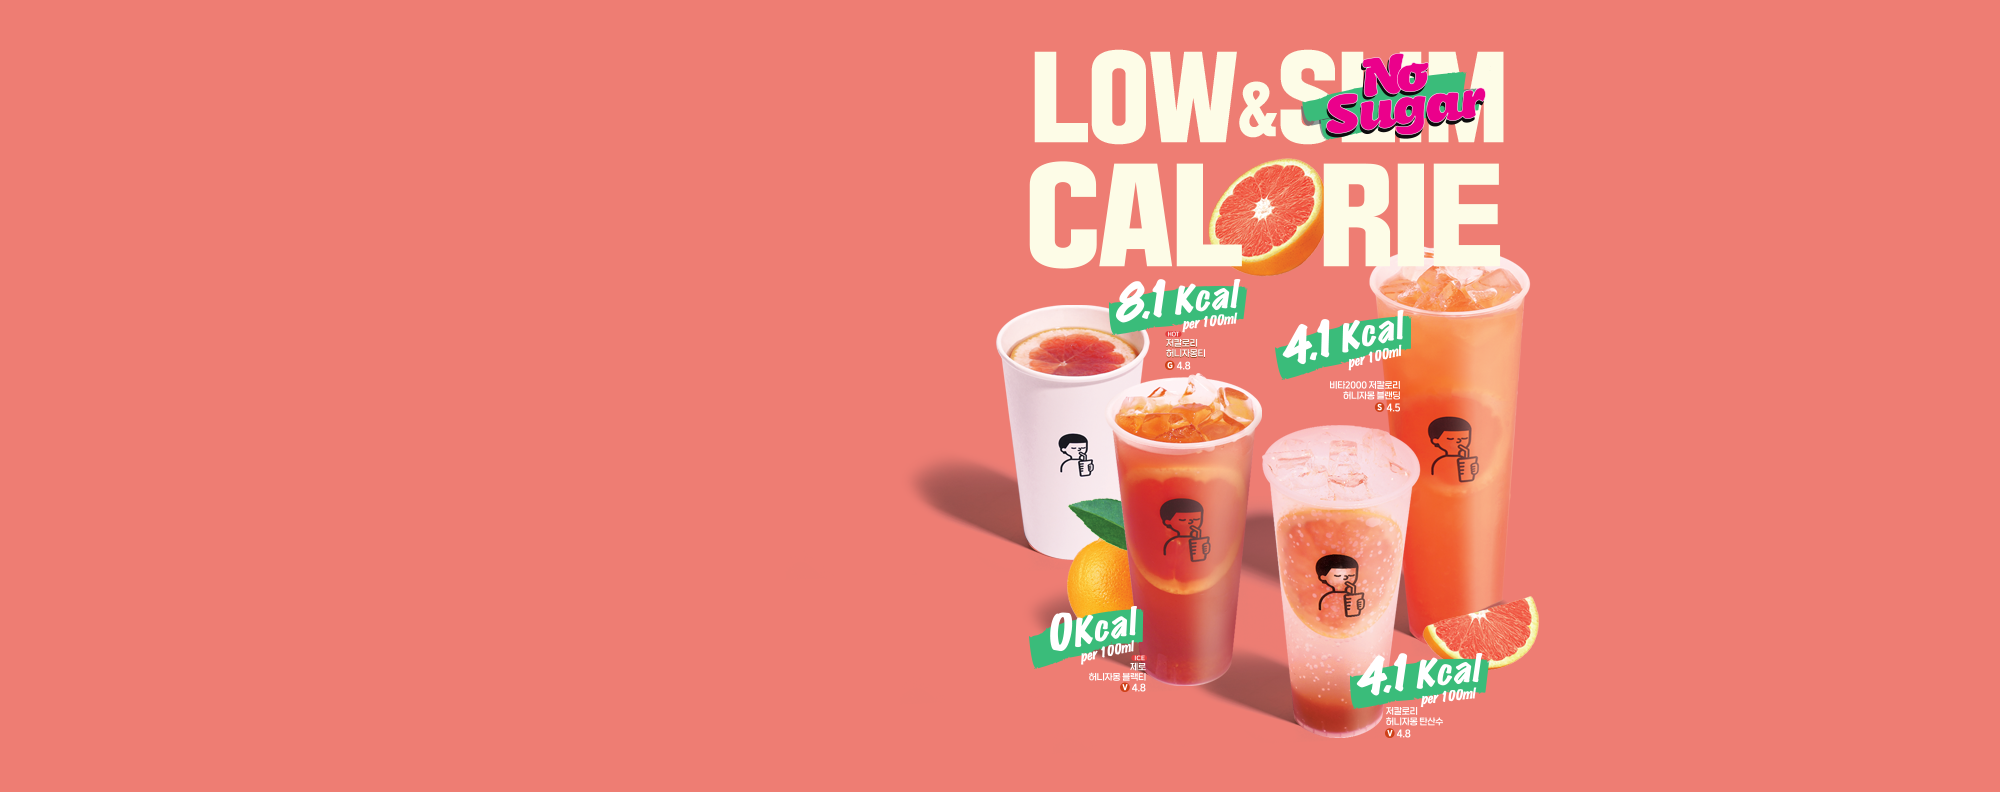 LOW&SLIM
No
Sugar
CALORIE
8.1 Kcal
per 100ml
HOT
저칼로리
허니자몽티
G 4.8
4.1 Kcal
per 100ml
비타2000 저칼로리
허니자몽 블랜딩
S 4.5
0Kcal
per 100ml
ICE
제로
허니자몽 블랙티
V 4.8
4.1 Kcal
per 100ml
저칼로리
허니자몽 탄산수
V 4.8